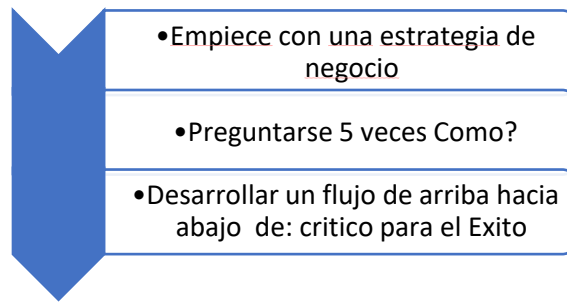 •Empiece con una estrategia de
negocio
•Preguntarse 5 veces Como?
•Desarrollar un flujo de arriba hacia
abajo  de: critico para el Exito